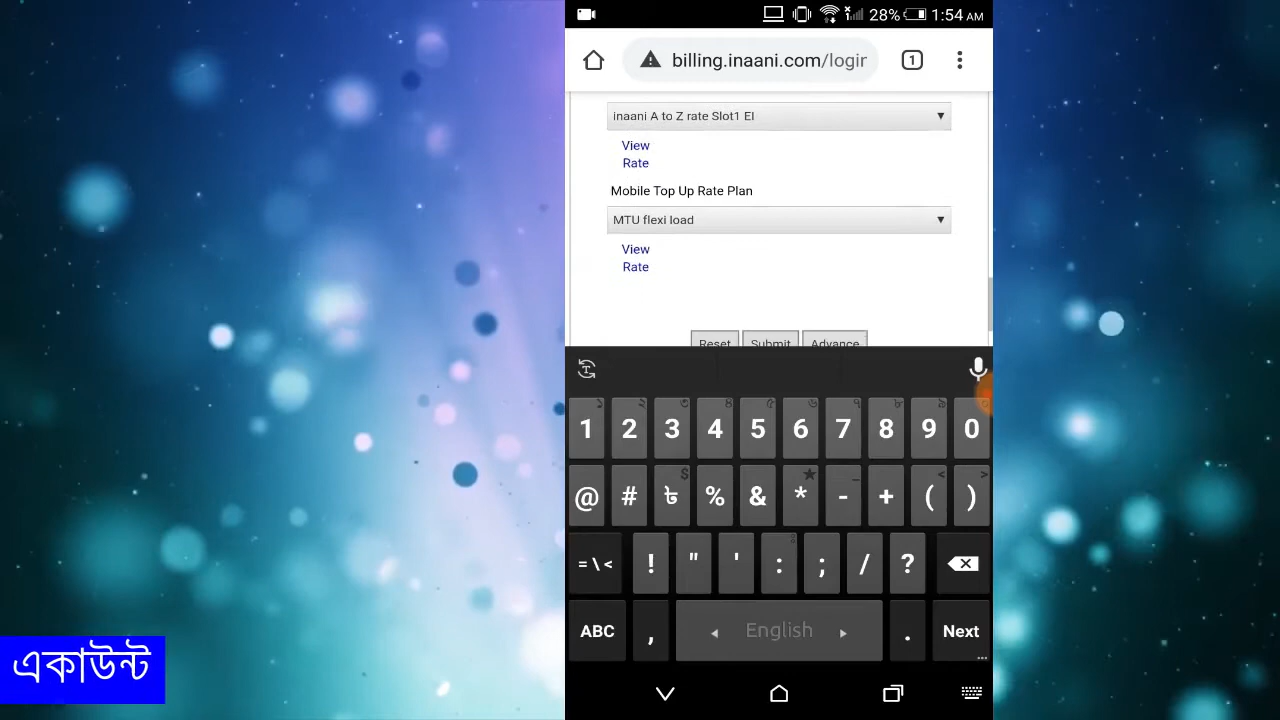 28% 1:54 AM
billing.inaani.com/logir
1
inaani A to Z rate Slot1 EI
View
Rate
Mobile Top Up Rate Plan
MTU flexi load
View
Rate
Reset Submit Advance
1 2 3 4 5 6 7 8 9 0
@ # ৳ % & * - + ( )
= \ < ! " ' : ; / ?
ABC , English . Next
একাউন্ট